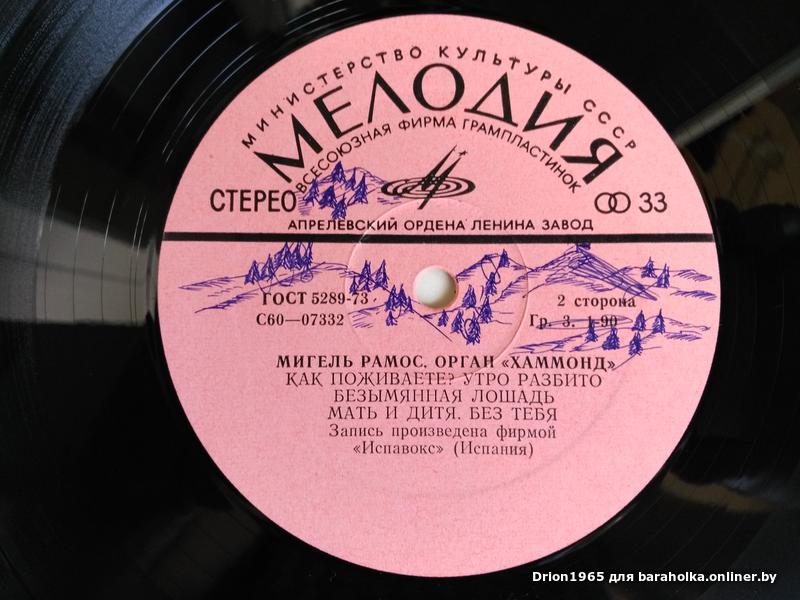 МИНИСТЕРСТВО КУЛЬТУРЫ СССР
МЕЛОДИЯ
ВСЕСОЮЗНАЯ ФИРМА ГРАМПЛАСТИНОК
СТЕРЕО 33
АПРЕЛЕВСКИЙ ОРДЕНА ЛЕНИНА ЗАВОД
ГОСТ 5289-73 2 сторона
С60—07332 Гр. 3. 1-90
МИГЕЛЬ РАМОС. ОРГАН «ХАММОНД»
КАК ПОЖИВАЕТЕ? УТРО РАЗБИТО
БЕЗЫМЯННАЯ ЛОШАДЬ
МАТЬ И ДИТЯ. БЕЗ ТЕБЯ
Запись произведена фирмой
«Испавокс» (Испания)
Drion1965 для baraholka.onliner.by